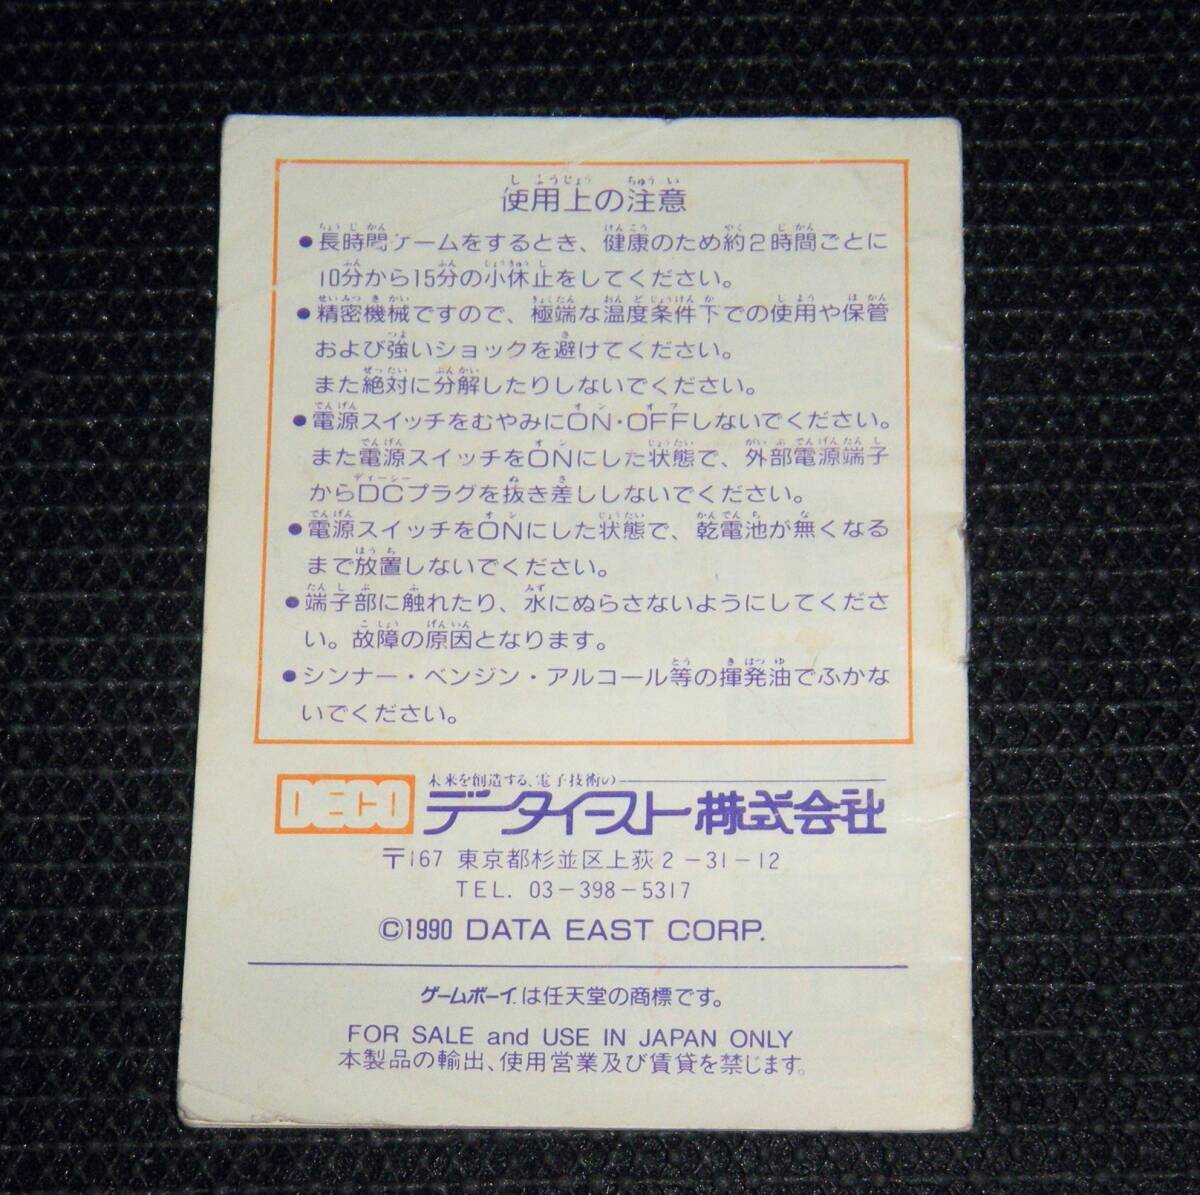 使用上の注意
●長時間ゲームをするとき、健康のため約2時間ごとに
10分から15分の小休止をしてください。
●精密機械ですので、極端な温度条件下での使用や保管
および強いショックを避けてください。
また絶対に分解したりしないでください。
●電源スイッチをむやみにON・OFFしないでください。
また電源スイッチをONにした状態で、外部電源端子
からDCプラグを抜き差ししないでください。
●電源スイッチをONにした状態で、乾電池が無くなる
まで放置しないでください。
●端子部に触れたり、水にぬらさないようにしてくださ
い。故障の原因となります。
●シンナー・ベンジン・アルコール等の揮発油でふかな
いでください。
DECO 未来を創造する、電子技術の
データイースト株式会社
〒167 東京都杉並区上荻2-31-12
TEL. 03-398-5317
©1990 DATA EAST CORP.
ゲームボーイは任天堂の商標です。
FOR SALE and USE IN JAPAN ONLY
本製品の輸出、使用営業及び賃貸を禁じます。